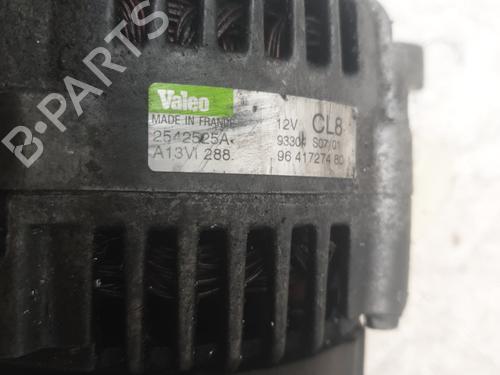 B-PARTS
Valeo
MADE IN FRANCE
12V CL8
2542525A
93304 S07/01
A13VI 288
96 417274 80